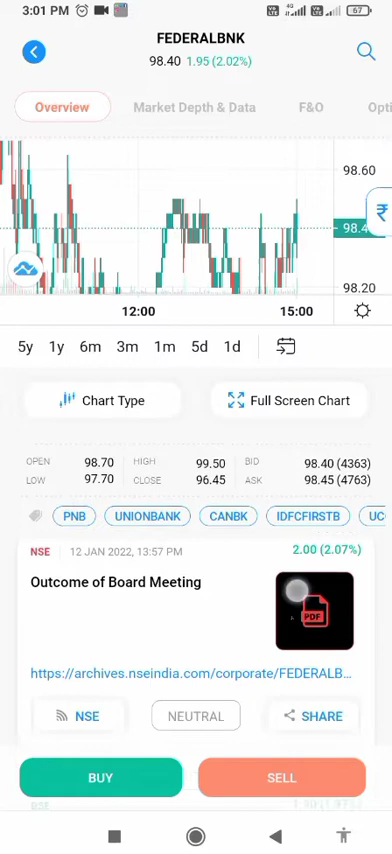 3:01 PM
67
FEDERALBNK
98.40 1.95 (2.02%)
Overview
Market Depth & Data
F&O
Opti
98.60
₹
98.4
98.20
12:00
15:00
5y 1y 6m 3m 1m 5d 1d
Chart Type
Full Screen Chart
OPEN 98.70 HIGH 99.50 BID 98.40 (4363)
LOW 97.70 CLOSE 96.45 ASK 98.45 (4763)
PNB UNIONBANK CANBK IDFCFIRSTB UC
NSE 12 JAN 2022, 13:57 PM 2.00 (2.07%)
Outcome of Board Meeting
PDF
https://archives.nseindia.com/corporate/FEDERALB...
NSE
NEUTRAL
SHARE
BUY
SELL